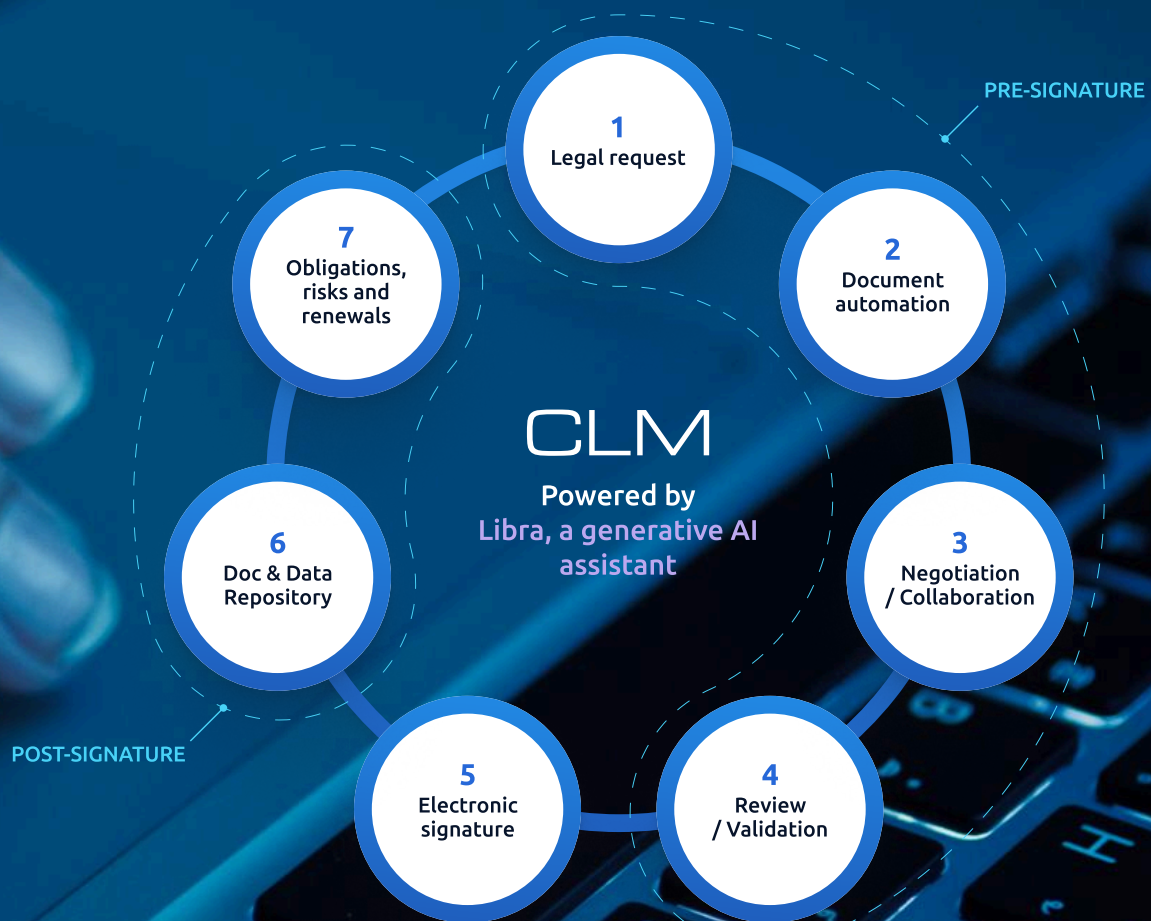 PRE-SIGNATURE
1
Legal request
2
Document
automation
3
Negotiation
/ Collaboration
4
Review
/ Validation
5
Electronic
signature
6
Doc & Data
Repository
7
Obligations,
risks and
renewals
CLM
Powered by
Libra, a generative AI
assistant
POST-SIGNATURE
B
H